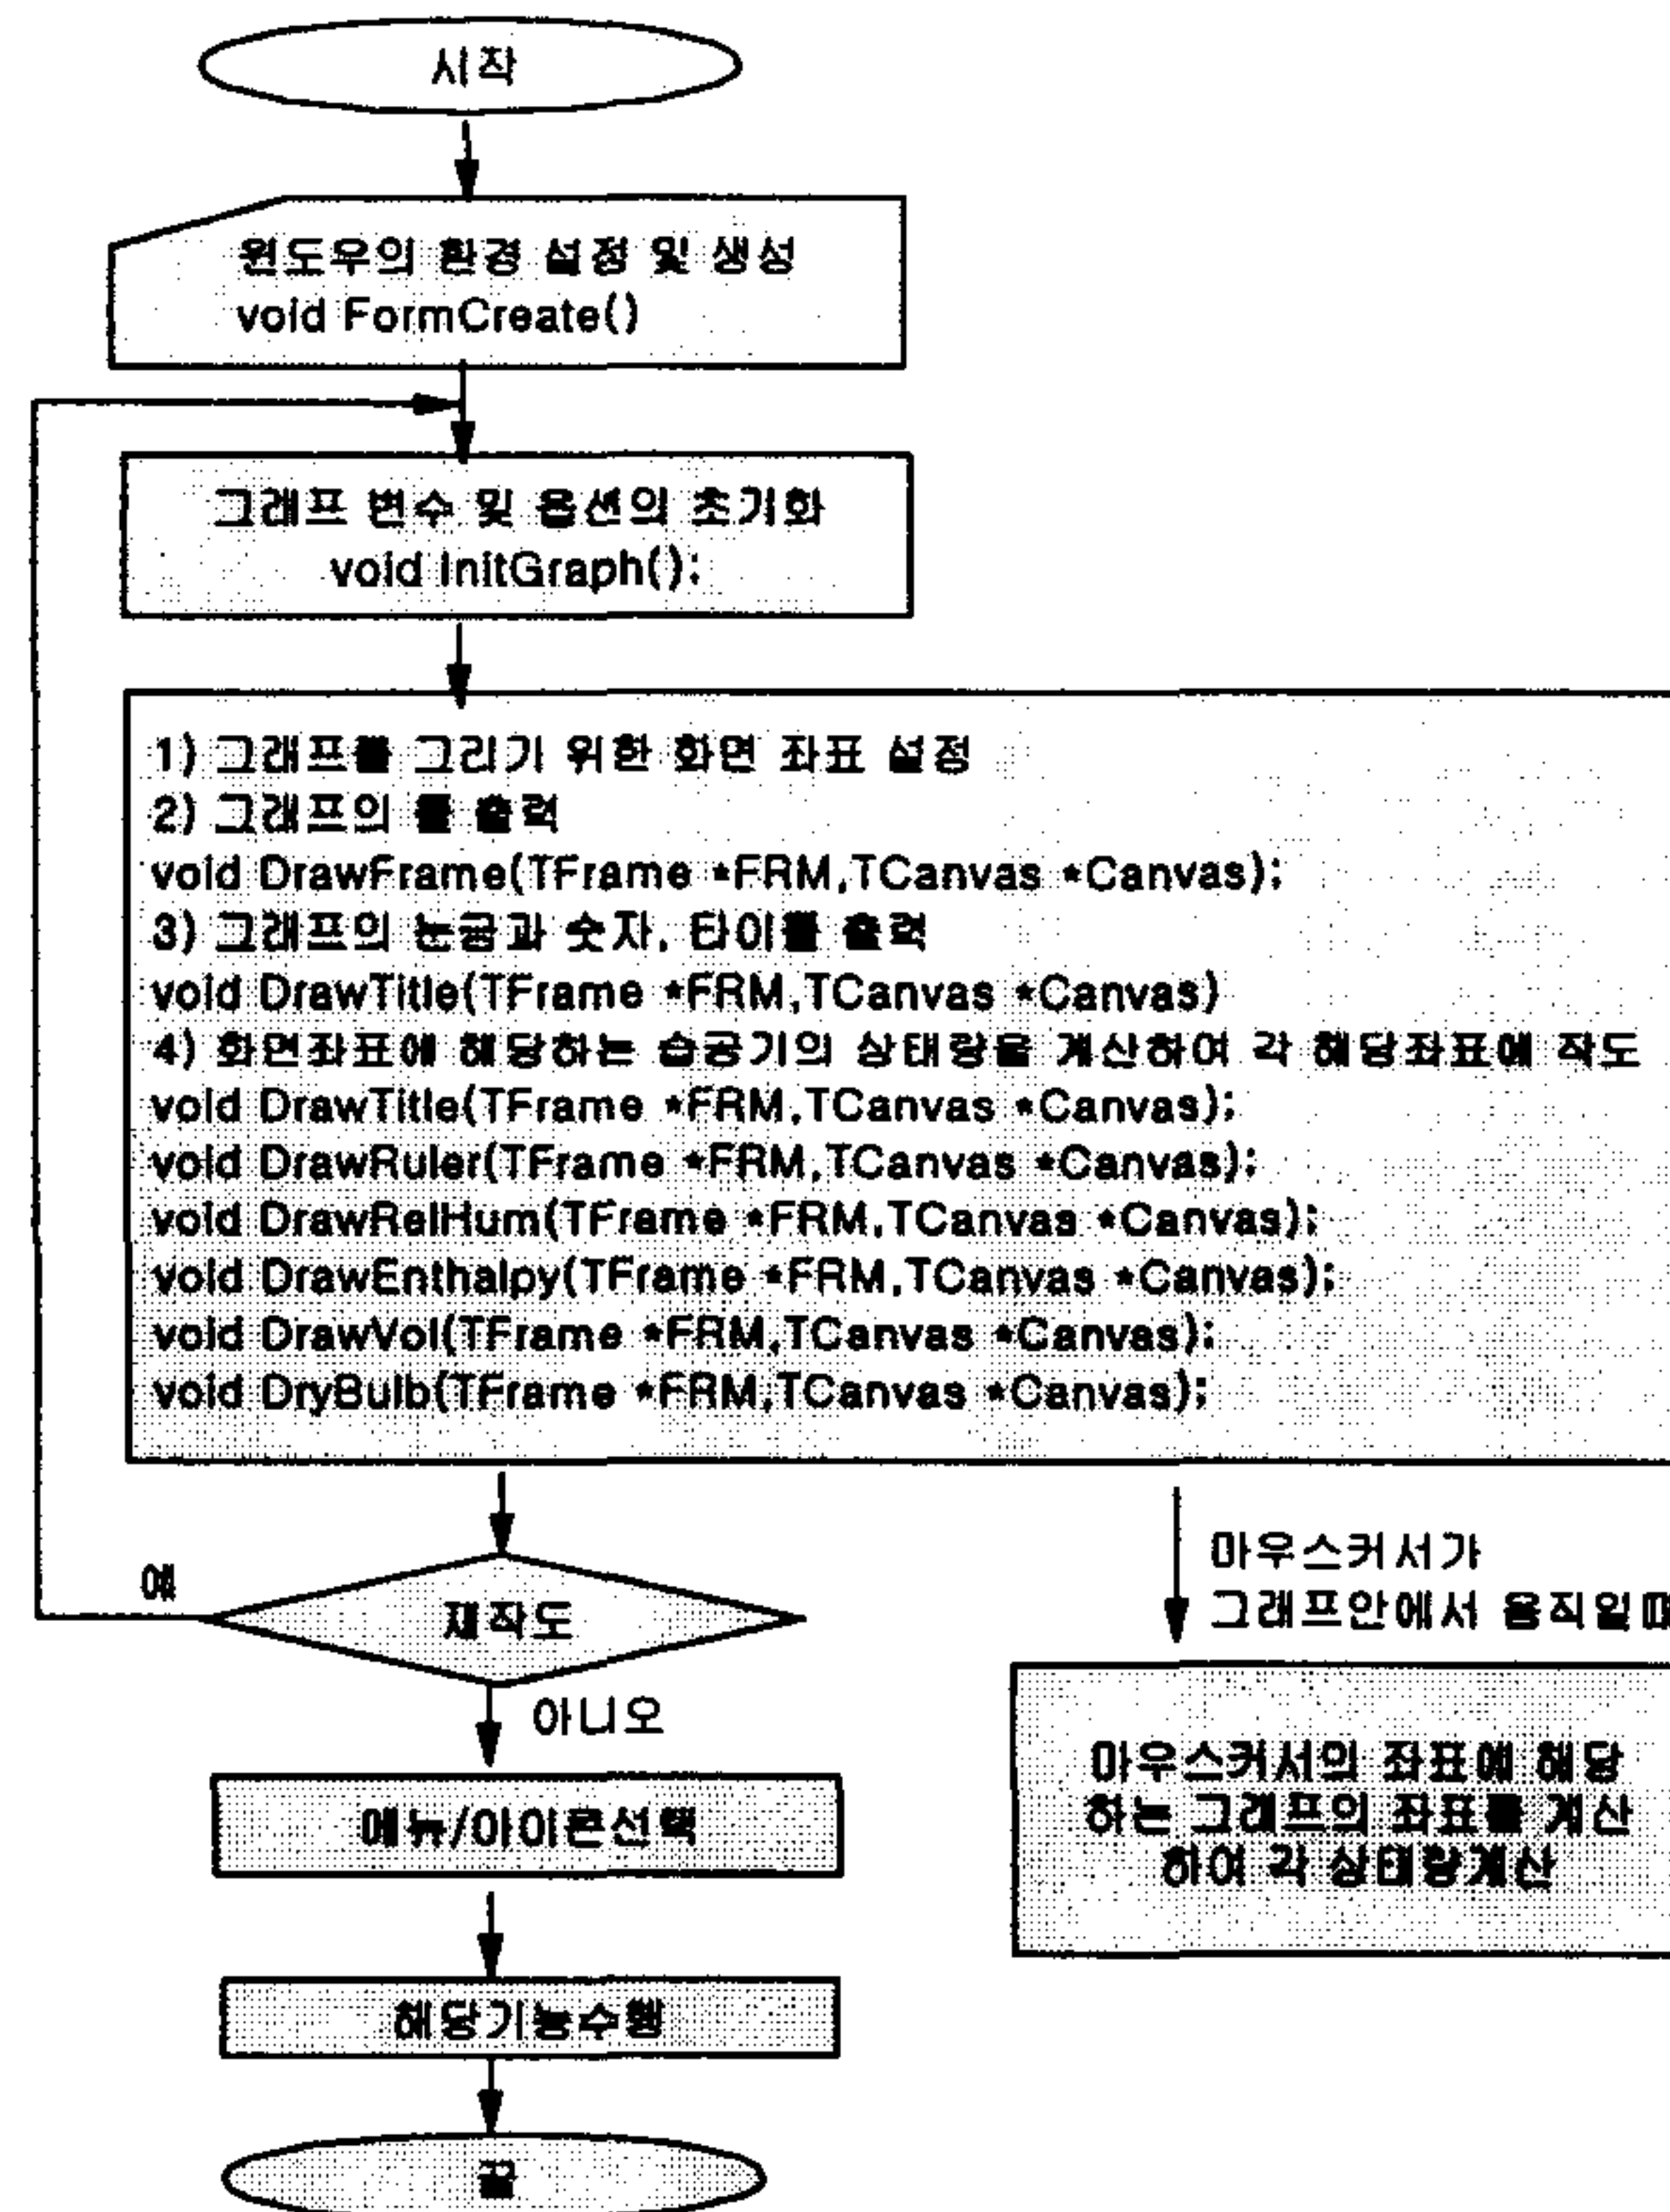 시작
윈도우의 환경 설정 및 생성
void FormCreate()
그래프 변수 및 옵션의 초기화
void InitGraph();
1) 그래프를 그리기 위한 화면 좌표 설정
2) 그래프의 틀 출력
void DrawFrame(TFrame *FRM,TCanvas *Canvas);
3) 그래프의 눈금과 숫자, 타이틀 출력
void DrawTitle(TFrame *FRM,TCanvas *Canvas)
4) 화면좌표에 해당하는 습공기의 상태량을 계산하여 각 해당좌표에 작도
void DrawTitle(TFrame *FRM,TCanvas *Canvas);
void DrawRuler(TFrame *FRM,TCanvas *Canvas);
void DrawRelHum(TFrame *FRM,TCanvas *Canvas);
void DrawEnthalpy(TFrame *FRM,TCanvas *Canvas);
void DrawVol(TFrame *FRM,TCanvas *Canvas);
void DryBulb(TFrame *FRM,TCanvas *Canvas);
예
재작도
아니오
메뉴/아이콘선택
해당기능수행
끝
마우스커서가
그래프안에서 움직일때
마우스커서의 좌표에 해당
하는 그래프의 좌표를 계산
하여 각 상태량계산